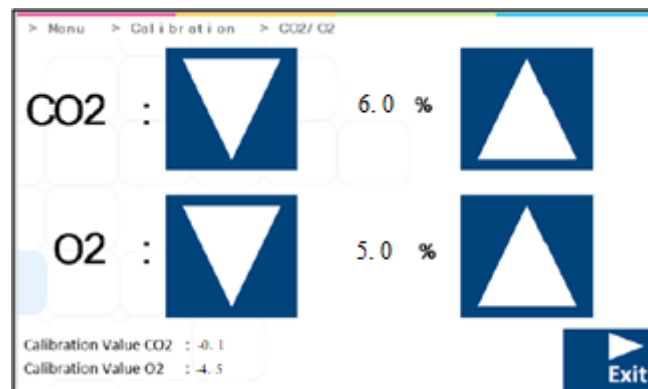 > Menu > Calibration > CO2/O2
CO2 : 6.0 %
O2 : 5.0 %
Calibration Value CO2 : -0.1
Calibration Value O2 : -4.5
Exit